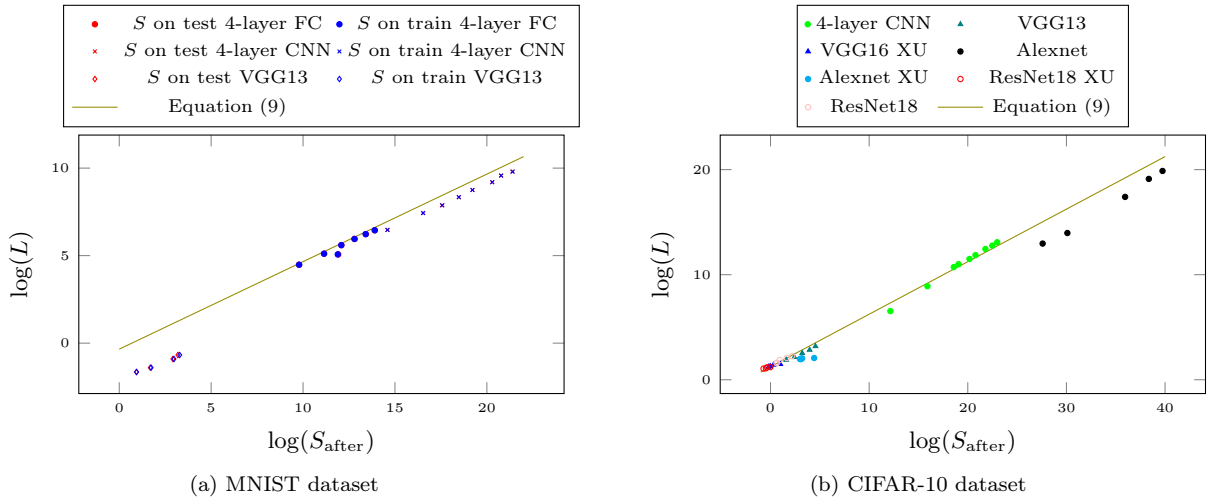 S on test 4-layer FC S on train 4-layer FC
S on test 4-layer CNN S on train 4-layer CNN
S on test VGG13 S on train VGG13
Equation (9)
10
5
0
log(L)
0 5 10 15 20
log(S_after)
(a) MNIST dataset
4-layer CNN VGG13
VGG16 XU Alexnet
Alexnet XU ResNet18 XU
ResNet18 Equation (9)
20
10
0
log(L)
0 10 20 30 40
log(S_after)
(b) CIFAR-10 dataset